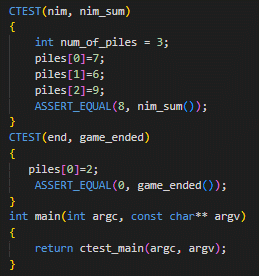 CTEST(nim, nim_sum)
{
    int num_of_piles = 3;
    piles[0]=7;
    piles[1]=6;
    piles[2]=9;
    ASSERT_EQUAL(8, nim_sum());
}
CTEST(end, game_ended)
{
   piles[0]=2;
    ASSERT_EQUAL(0, game_ended());
}
int main(int argc, const char** argv)
{
    return ctest_main(argc, argv);
}